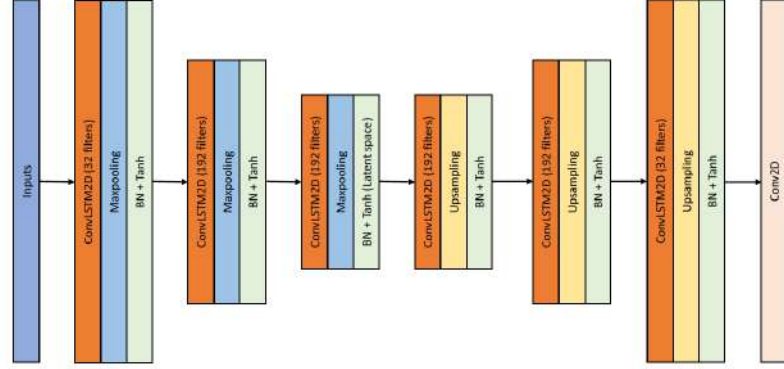 Inputs
ConvLSTM2D (32 filters)
Maxpooling
BN + Tanh
ConvLSTM2D (192 filters)
Maxpooling
BN + Tanh
ConvLSTM2D (192 filters)
Maxpooling
BN + Tanh (Latent space)
ConvLSTM2D (192 filters)
Upsampling
BN + Tanh
ConvLSTM2D (192 filters)
Upsampling
BN + Tanh
ConvLSTM2D (32 filters)
Upsampling
BN + Tanh
Conv2D